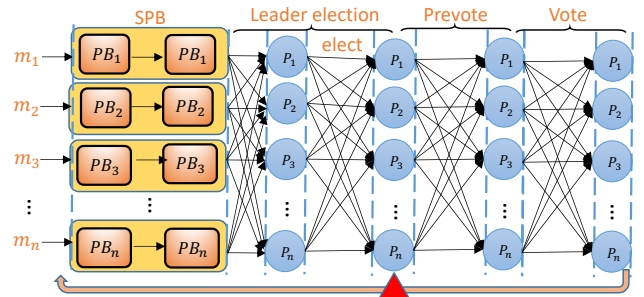 SPB Leader election Prevote Vote
elect
m₁ PB₁ PB₁ P₁ P₁ P₁ P₁
m₂ PB₂ PB₂ P₂ P₂ P₂ P₂
m₃ PB₃ PB₃ P₃ P₃ P₃ P₃
⋮ ⋮ ⋮ ⋮ ⋮ ⋮
mₙ PBₙ PBₙ Pₙ Pₙ Pₙ Pₙ